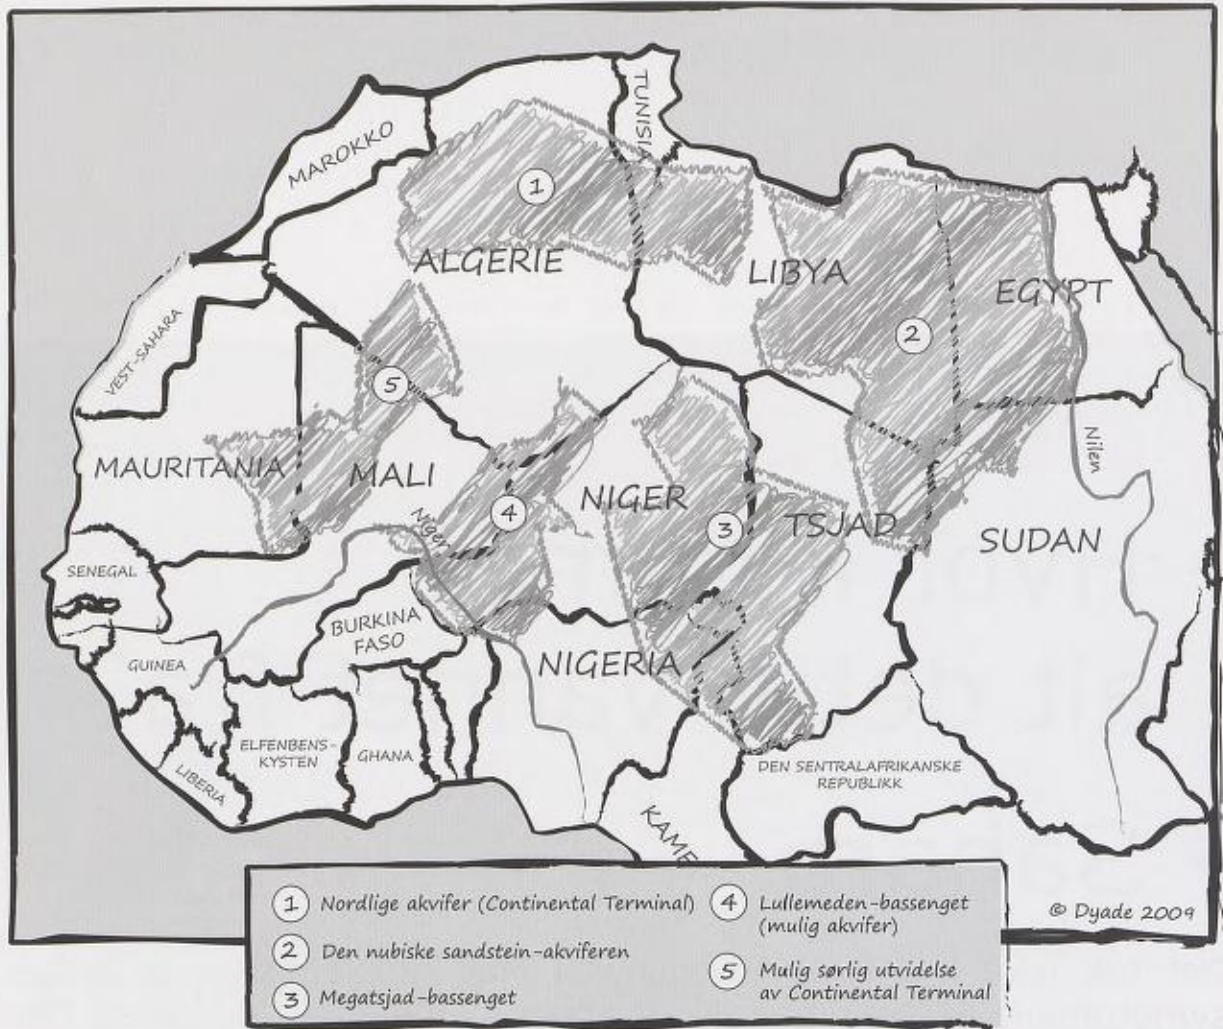 TUNISIA
MAROKKO
1
ALGERIE
LIBYA
EGYPT
2
VEST-SAHARA
5
MAURITANIA
MALI
Niger
4
NIGER
3
TSJAD
Nilen
SUDAN
SENEGAL
BURKINA
FASO
GUINEA
NIGERIA
ELFENBENS-
KYSTEN
GHANA
LIBERIA
DEN SENTRALAFRIKANSKE
REPUBLIKK
KAME
1 Nordlige akvifer (Continental Terminal)
2 Den nubiske sandstein-akviferen
3 Megatsjad-bassenget
4 Lullemeden-bassenget
(mulig akvifer)
5 Mulig sørlig utvidelse
av Continental Terminal
© Dyade 2009